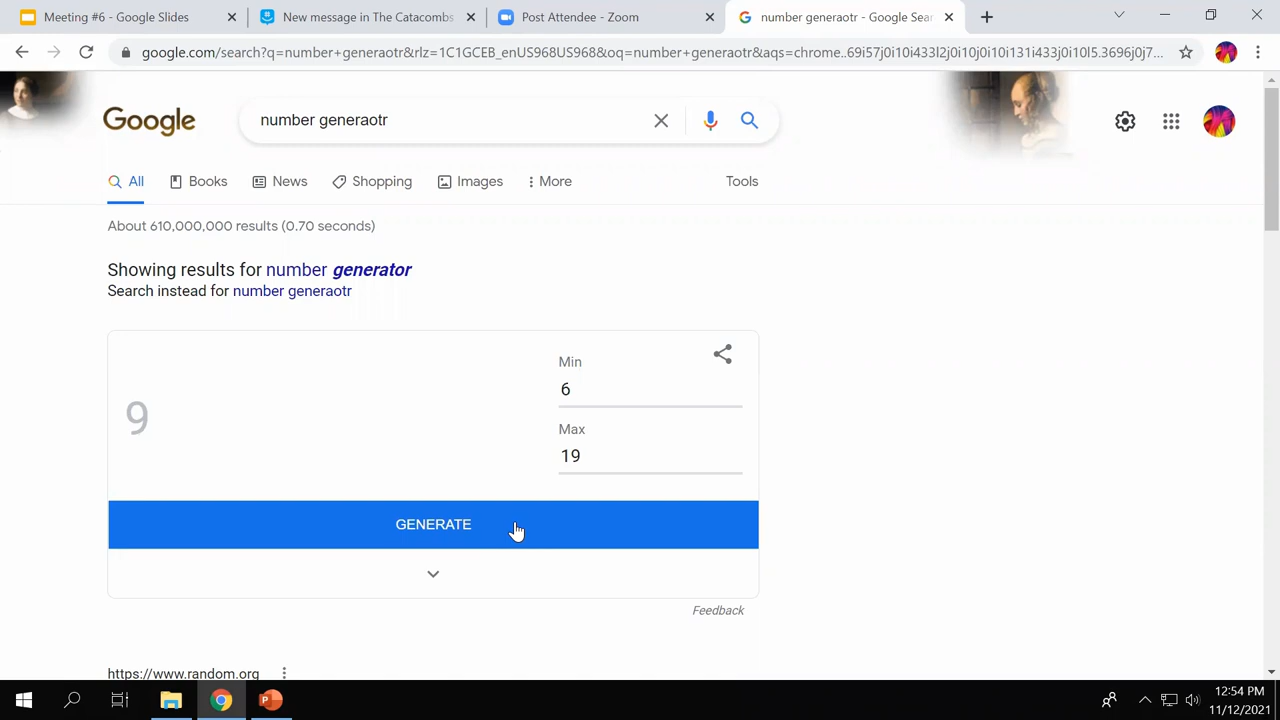 Meeting #6 - Google Slides
New message in The Catacombs
Post Attendee - Zoom
number generaotr - Google Sear
google.com/search?q=number+generaotr&rlz=1C1GCEB_enUS968US968&oq=number+generaotr&aqs=chrome..69i57j0i10i433l2j0i10j0i10i131i433j0i10l5.3696j0j7...
Google
number generaotr
All
Books
News
Shopping
Images
More
Tools
About 610,000,000 results (0.70 seconds)
Showing results for number generator
Search instead for number generaotr
Min
6
9
Max
19
GENERATE
Feedback
https://www.random.org
12:54 PM
11/12/2021